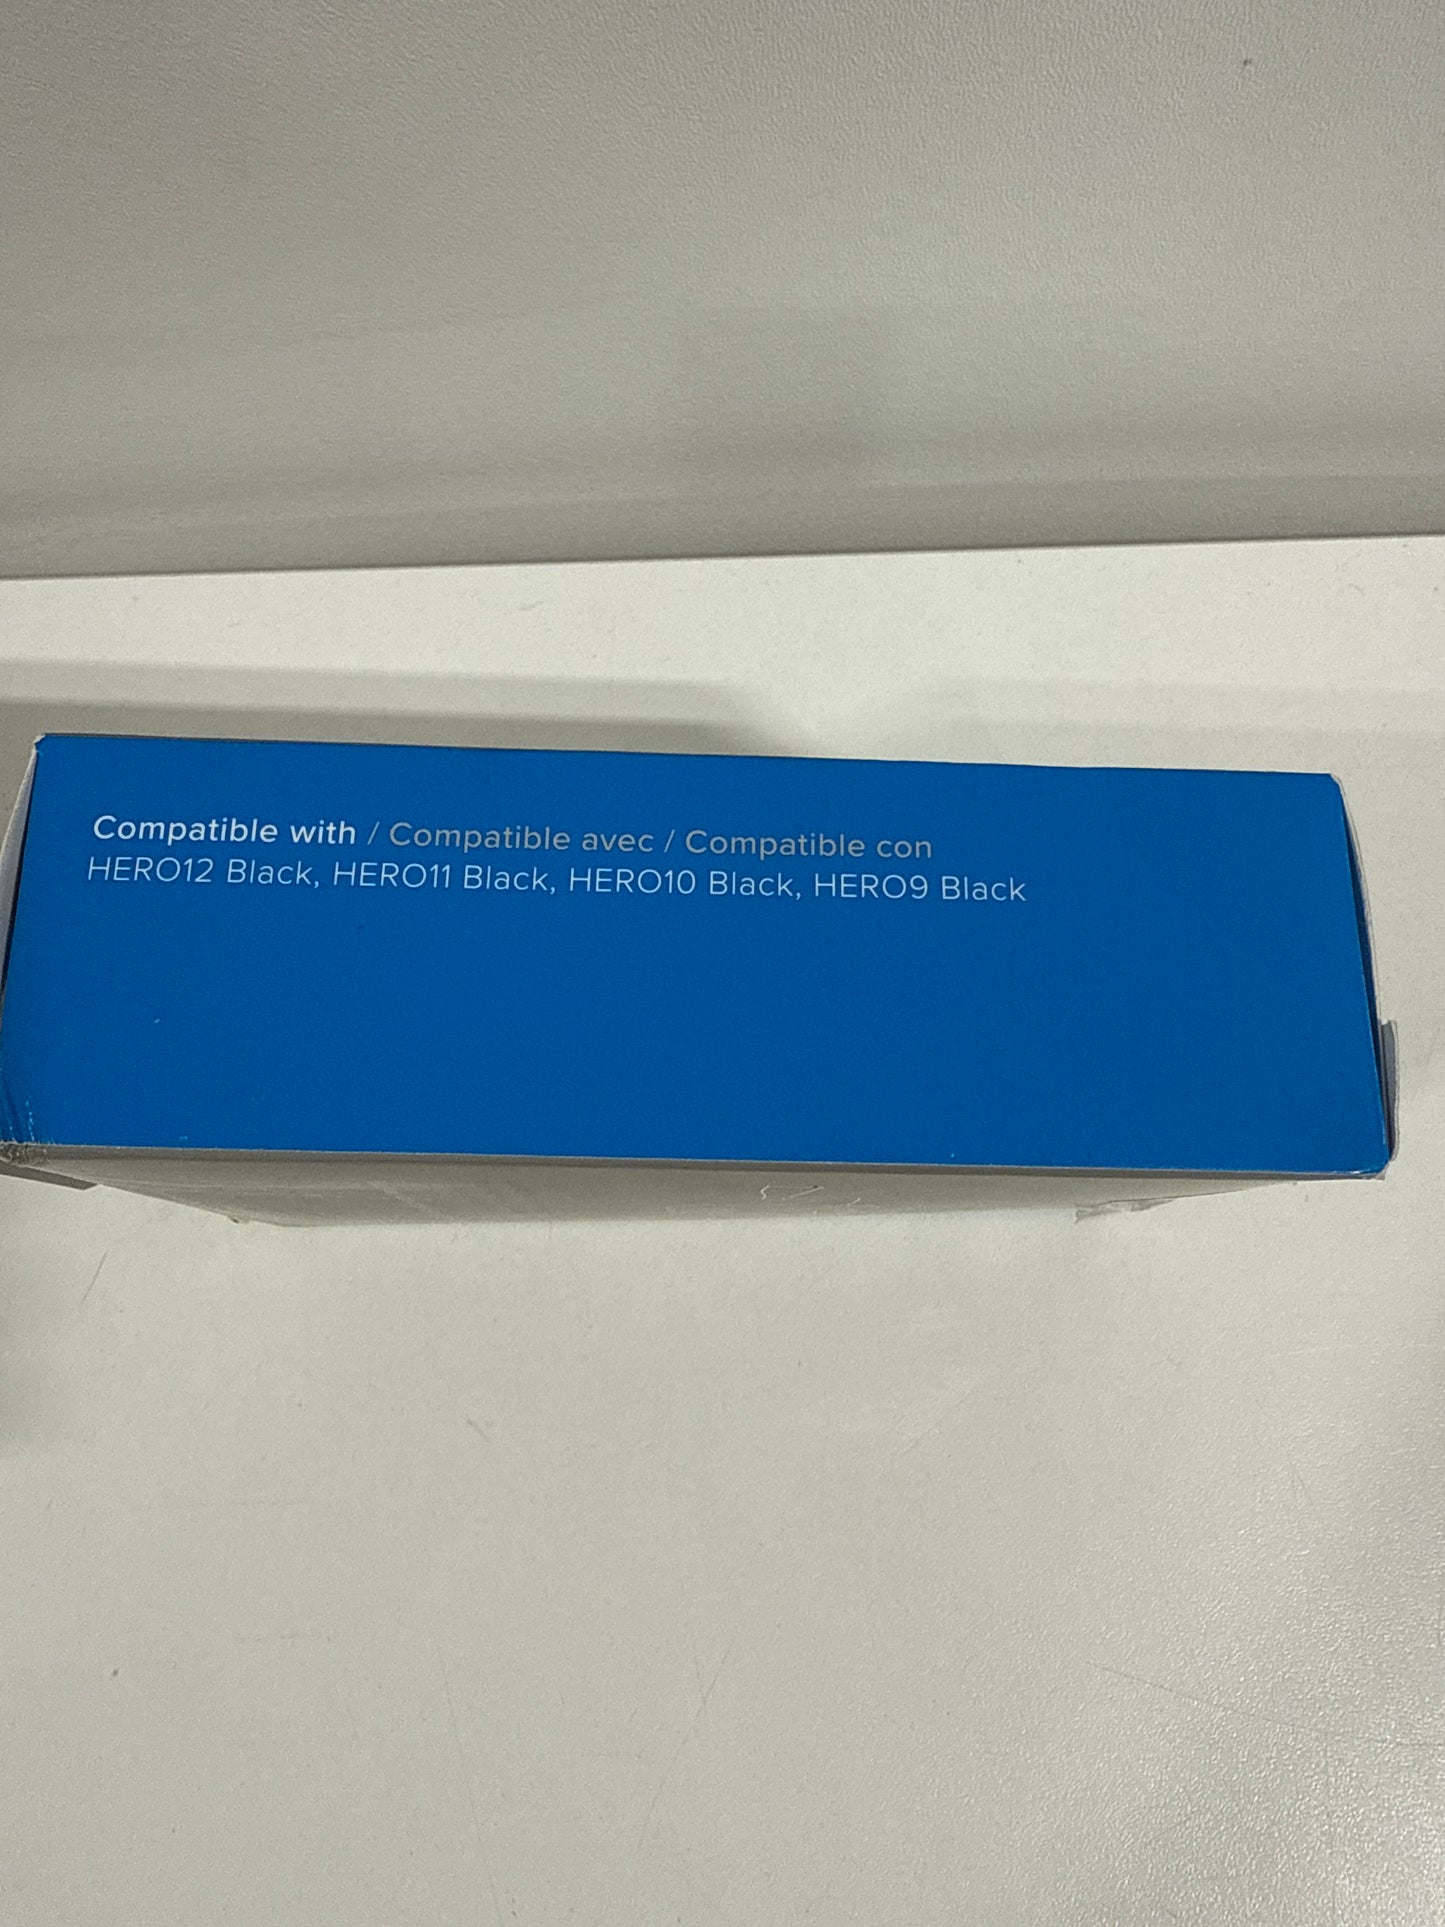 Compatible with / Compatible avec / Compatible con
HERO12 Black, HERO11 Black, HERO10 Black, HERO9 Black